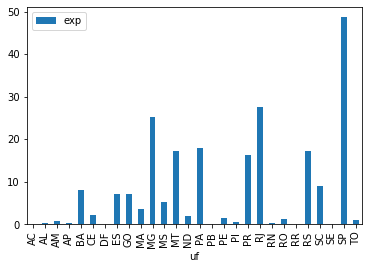 exp
50
40
30
20
10
0
AC AL AM AP BA CE DF ES GO MA MG MS MT ND PA PB PE PI PR RJ RN RO RR RS SC SE SP TO
uf